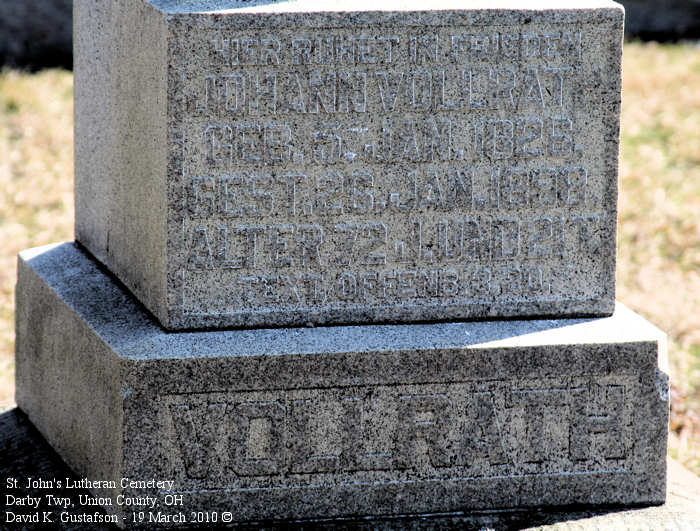 HIER RUHET IN FRIEDEN
JOHANN VOLLRATH
GEB. 5. JAN. 1826.
GEST. 26. JAN. 1898.
ALTER 72 J. UND 21 T.
TEXT, OFFENB. 3, 20.
VOLLRATH
St. John's Lutheran Cemetery
Darby Twp, Union County, OH
David K. Gustafson - 19 March 2010 ©